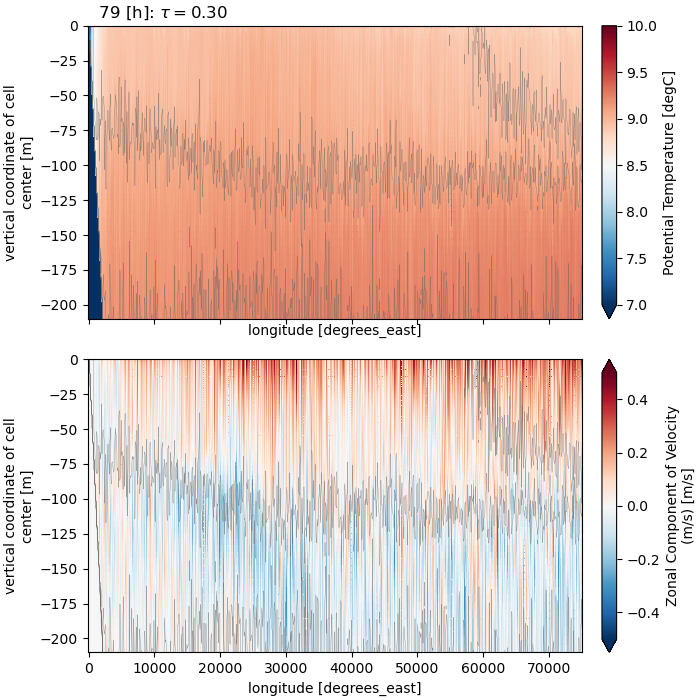 79 [h]: τ = 0.30
0
−25
−50
−75
−100
−125
−150
−175
−200
vertical coordinate of cell
center [m]
longitude [degrees_east]
10.0
9.5
9.0
8.5
8.0
7.5
7.0
Potential Temperature [degC]
0
−25
−50
−75
−100
−125
−150
−175
−200
vertical coordinate of cell
center [m]
0 10000 20000 30000 40000 50000 60000 70000
longitude [degrees_east]
0.4
0.2
0.0
−0.2
−0.4
Zonal Component of Velocity
(m/s) [m/s]